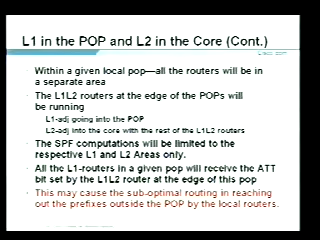 L1 in the POP and L2 in the Core (Cont.)
Within a given local pop—all the routers will be in
a separate area
The L1L2 routers at the edge of the POPs will
be running
L1-adj going into the POP
L2-adj into the core with the rest of the L1L2 routers
The SPF computations will be limited to the
respective L1 and L2 Areas only.
All the L1-routers in a given pop will receive the ATT
bit set by the L1L2 router at the edge of this pop
This may cause the sub-optimal routing in reaching
out the prefixes outside the POP by the local routers.